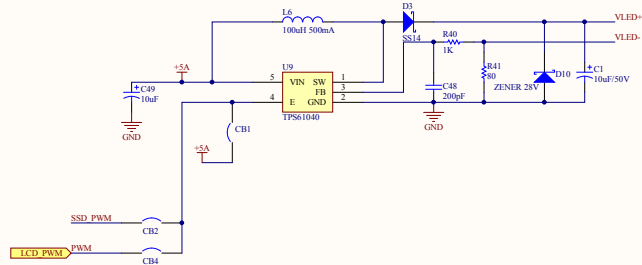 L6
100uH 500mA
D3
SS14
VLED+
VLED-
R40
1K
R41
80
+5A
C49
10uF
GND
U9
5 VIN SW 1
FB 3
4 E GND 2
TPS61040
C48
200pF
GND
D10
ZENER 28V
C1
10uF/50V
CB1
+5A
SSD_PWM
CB2
LCD_PWM
PWM
CB4